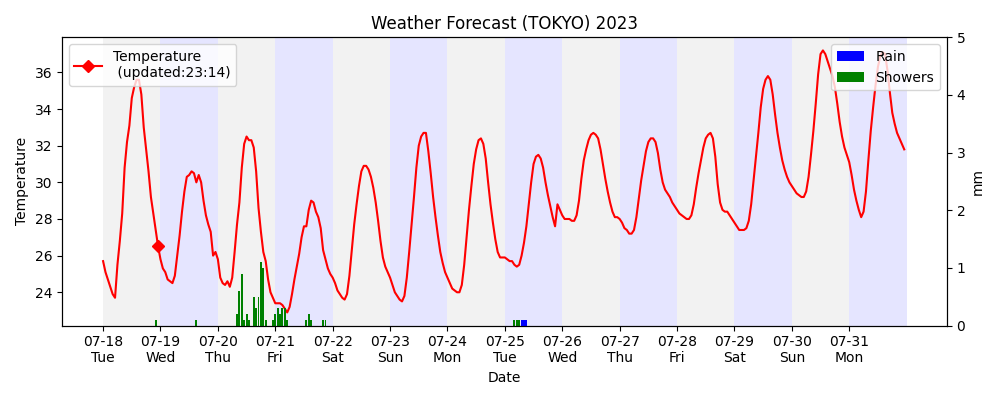 Weather Forecast (TOKYO) 2023
Temperature
(updated:23:14)
Rain
Showers
Temperature
36
34
32
30
28
26
24
5
4
3
2
1
0
mm
07-18 07-19 07-20 07-21 07-22 07-23 07-24 07-25 07-26 07-27 07-28 07-29 07-30 07-31
Tue Wed Thu Fri Sat Sun Mon Tue Wed Thu Fri Sat Sun Mon
Date